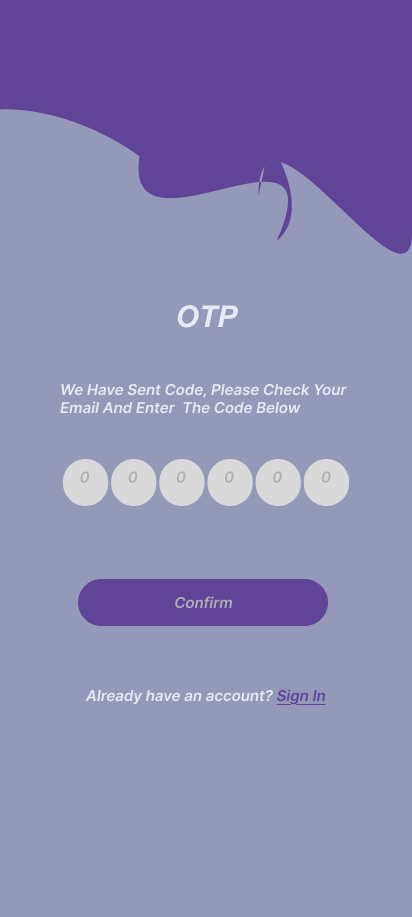 OTP
We Have Sent Code, Please Check Your
Email And Enter  The Code Below
0 0 0 0 0 0
Confirm
Already have an account? Sign In